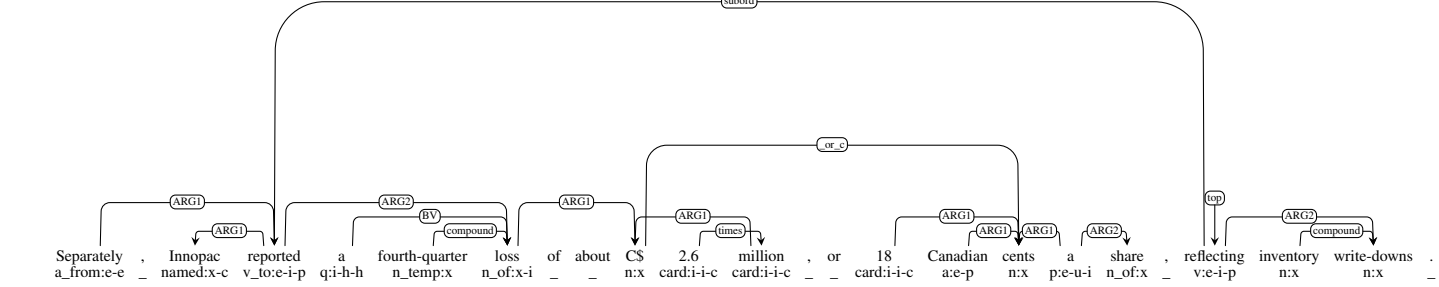 subord
_or_c
top
ARG1 ARG2 ARG1
BV ARG1 ARG1 ARG2
ARG1 compound times ARG1 ARG1 ARG2 compound
Separately , Innopac reported a fourth-quarter loss of about C$ 2.6 million , or 18 Canadian cents a share , reflecting inventory write-downs .
a_from:e-e _ named:x-c v_to:e-i-p q:i-h-h n_temp:x n_of:x-i _ _ n:x card:i-i-c card:i-i-c _ _ card:i-i-c a:e-p n:x p:e-u-i n_of:x _ v:e-i-p n:x n:x _